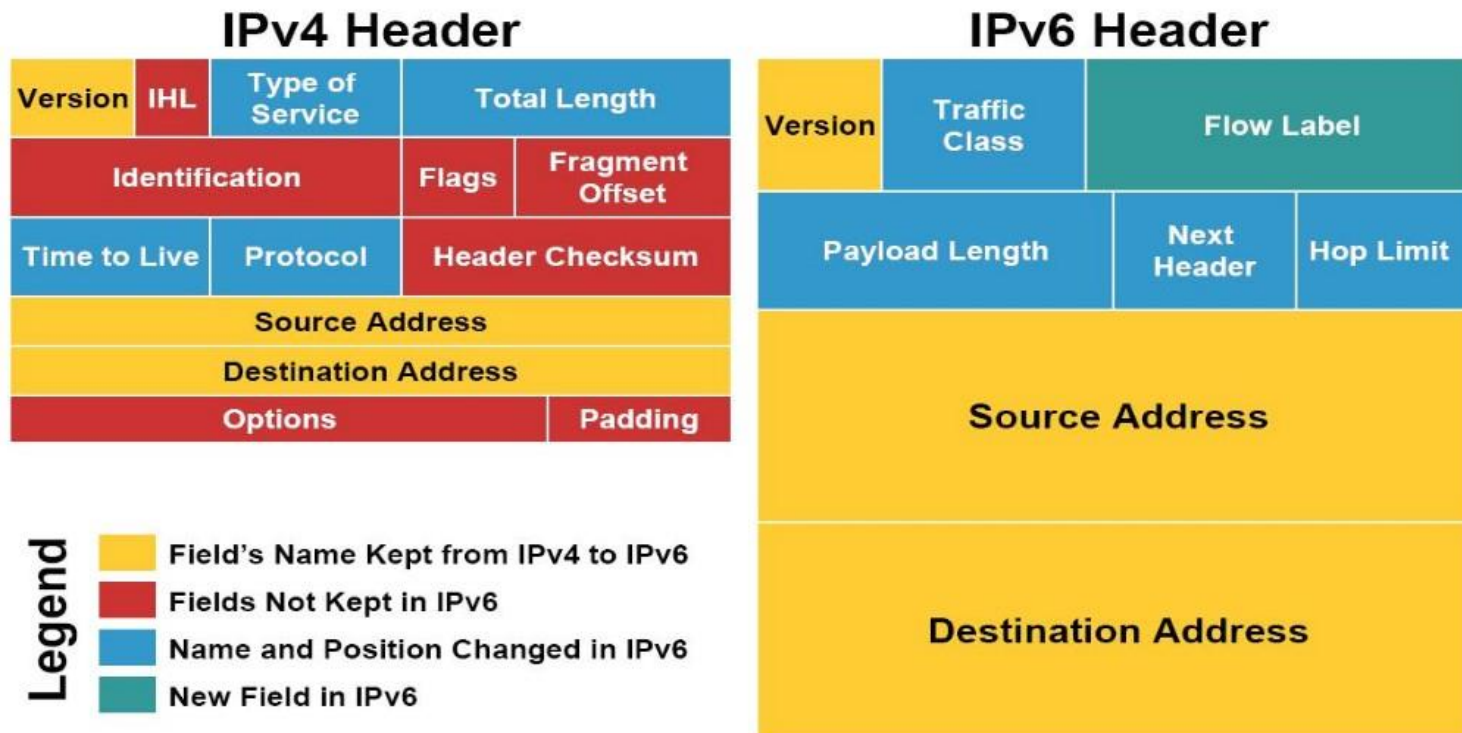 IPv4 Header
Version
IHL
Type of
Service
Total Length
Identification
Flags
Fragment
Offset
Time to Live
Protocol
Header Checksum
Source Address
Destination Address
Options
Padding
IPv6 Header
Version
Traffic
Class
Flow Label
Payload Length
Next
Header
Hop Limit
Source Address
Destination Address
Legend
Field's Name Kept from IPv4 to IPv6
Fields Not Kept in IPv6
Name and Position Changed in IPv6
New Field in IPv6